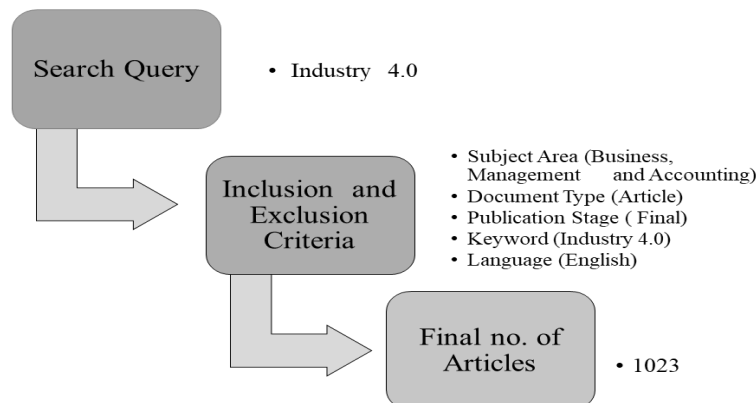 Search Query
• Industry 4.0
Inclusion and
Exclusion
Criteria
• Subject Area (Business,
Management and Accounting)
• Document Type (Article)
• Publication Stage ( Final)
• Keyword (Industry 4.0)
• Language (English)
Final no. of
Articles
• 1023